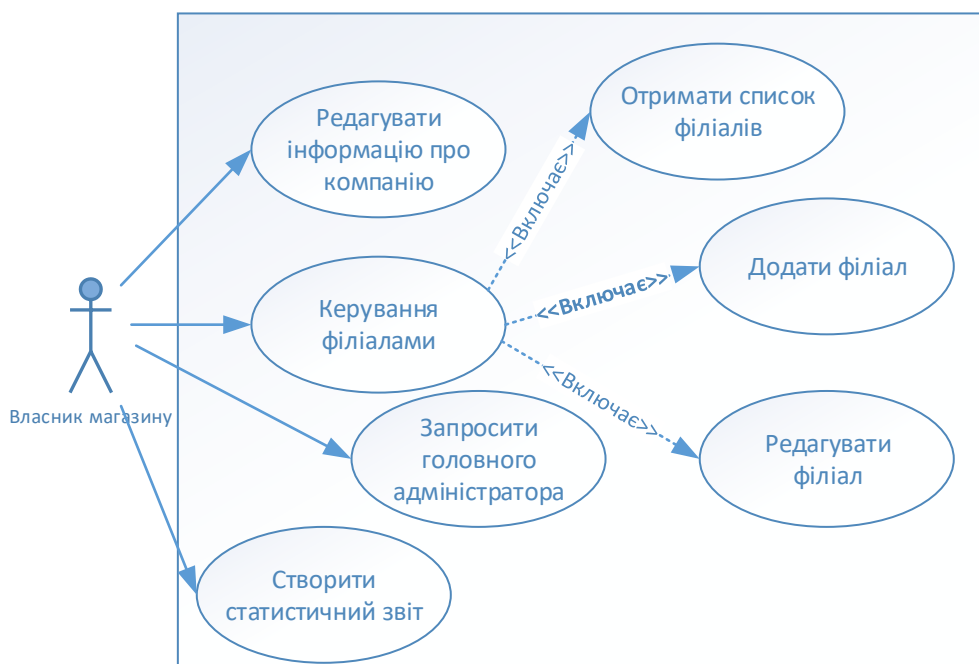 Редагувати
інформацію про
компанію
Отримати список
філіалів
<<Включає>>
Додати філіал
<<Включає>>
Керування
філіалами
<<Включає>>
Редагувати
філіал
Власник магазину
Запросити
головного
адміністратора
Створити
статистичний звіт